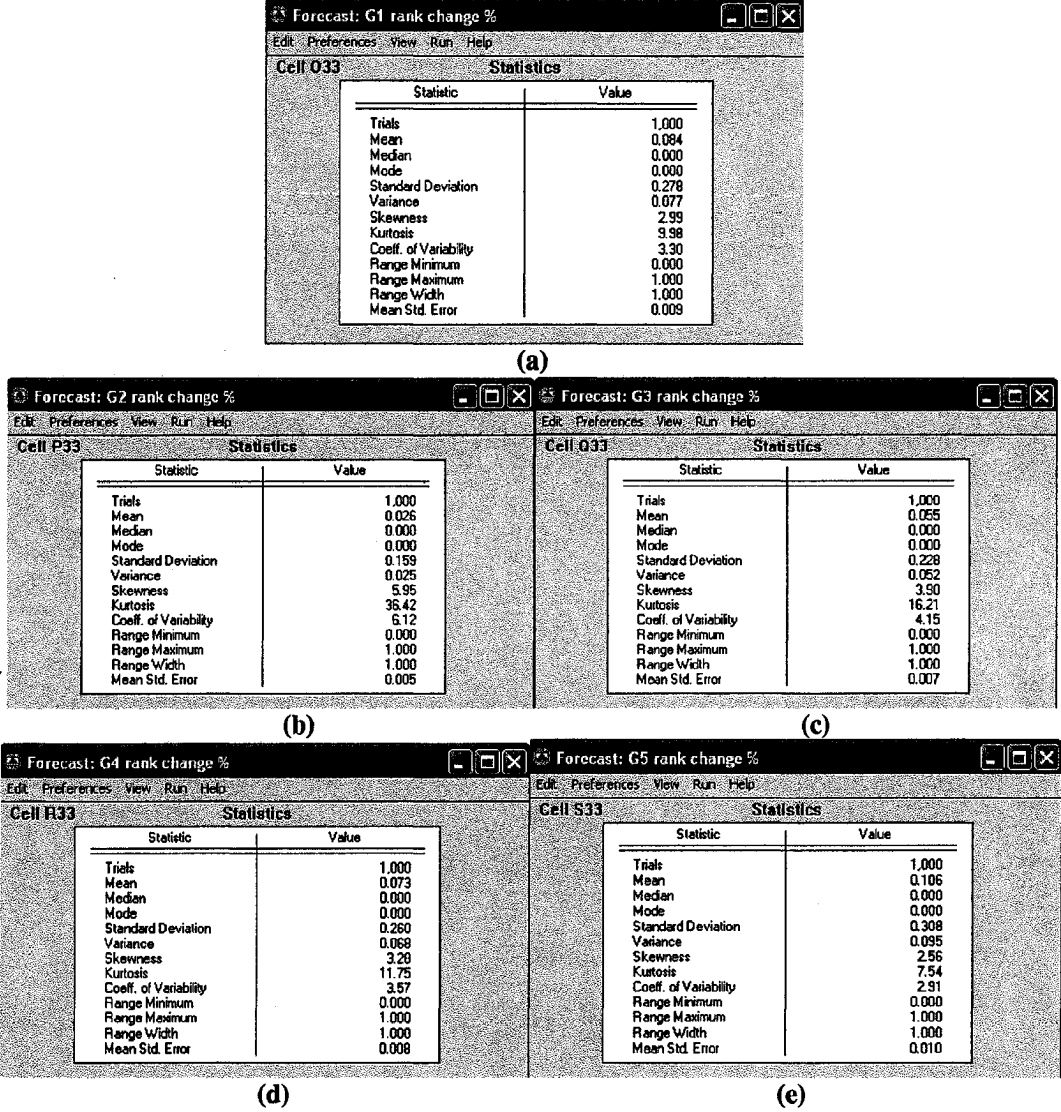 Forecast: G1 rank change %
Edit Preferences View Run Help
Cell O33 Statistics
Statistic Value
Trials 1,000
Mean 0.084
Median 0.000
Mode 0.000
Standard Deviation 0.278
Variance 0.077
Skewness 2.99
Kurtosis 9.98
Coeff. of Variability 3.30
Range Minimum 0.000
Range Maximum 1.000
Range Width 1.000
Mean Std. Error 0.009
(a)
Forecast: G2 rank change %
Edit Preferences View Run Help
Cell P33 Statistics
Statistic Value
Trials 1,000
Mean 0.026
Median 0.000
Mode 0.000
Standard Deviation 0.159
Variance 0.025
Skewness 5.95
Kurtosis 36.42
Coeff. of Variability 6.12
Range Minimum 0.000
Range Maximum 1.000
Range Width 1.000
Mean Std. Error 0.005
(b)
Forecast: G3 rank change %
Edit Preferences View Run Help
Cell Q33 Statistics
Statistic Value
Trials 1,000
Mean 0.055
Median 0.000
Mode 0.000
Standard Deviation 0.228
Variance 0.052
Skewness 3.90
Kurtosis 16.21
Coeff. of Variability 4.15
Range Minimum 0.000
Range Maximum 1.000
Range Width 1.000
Mean Std. Error 0.007
(c)
Forecast: G4 rank change %
Edit Preferences View Run Help
Cell R33 Statistics
Statistic Value
Trials 1,000
Mean 0.073
Median 0.000
Mode 0.000
Standard Deviation 0.260
Variance 0.068
Skewness 3.28
Kurtosis 11.75
Coeff. of Variability 3.57
Range Minimum 0.000
Range Maximum 1.000
Range Width 1.000
Mean Std. Error 0.008
(d)
Forecast: G5 rank change %
Edit Preferences View Run Help
Cell S33 Statistics
Statistic Value
Trials 1,000
Mean 0.106
Median 0.000
Mode 0.000
Standard Deviation 0.308
Variance 0.095
Skewness 2.56
Kurtosis 7.54
Coeff. of Variability 2.91
Range Minimum 0.000
Range Maximum 1.000
Range Width 1.000
Mean Std. Error 0.010
(e)